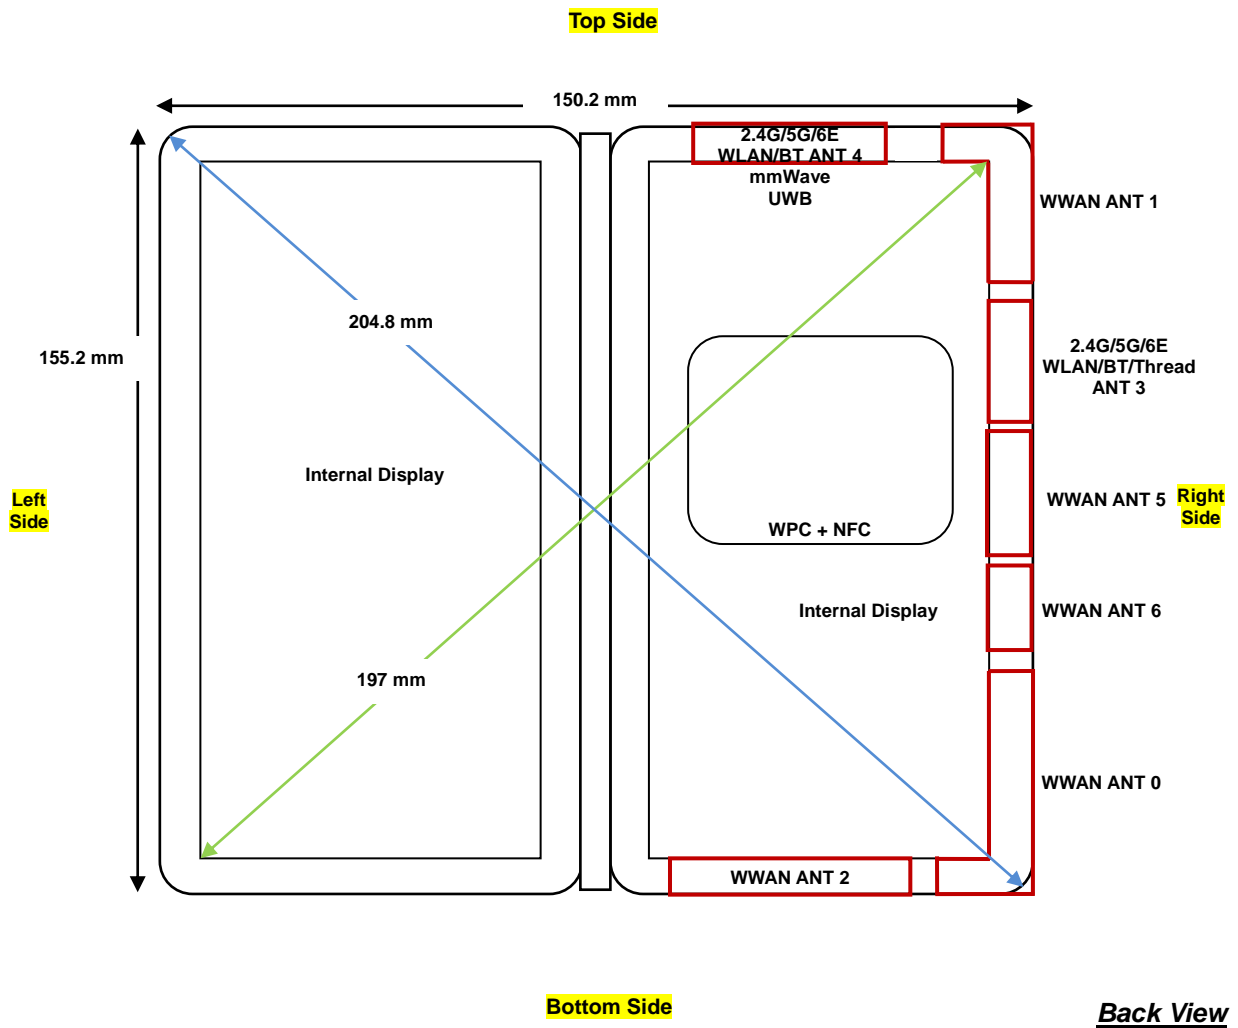 Top Side
150.2 mm
2.4G/5G/6E
WLAN/BT ANT 4
mmWave
UWB
WWAN ANT 1
204.8 mm
155.2 mm
2.4G/5G/6E
WLAN/BT/Thread
ANT 3
Internal Display
Left
Side
WWAN ANT 5
Right
Side
WPC + NFC
Internal Display
WWAN ANT 6
197 mm
WWAN ANT 0
WWAN ANT 2
Bottom Side
Back View